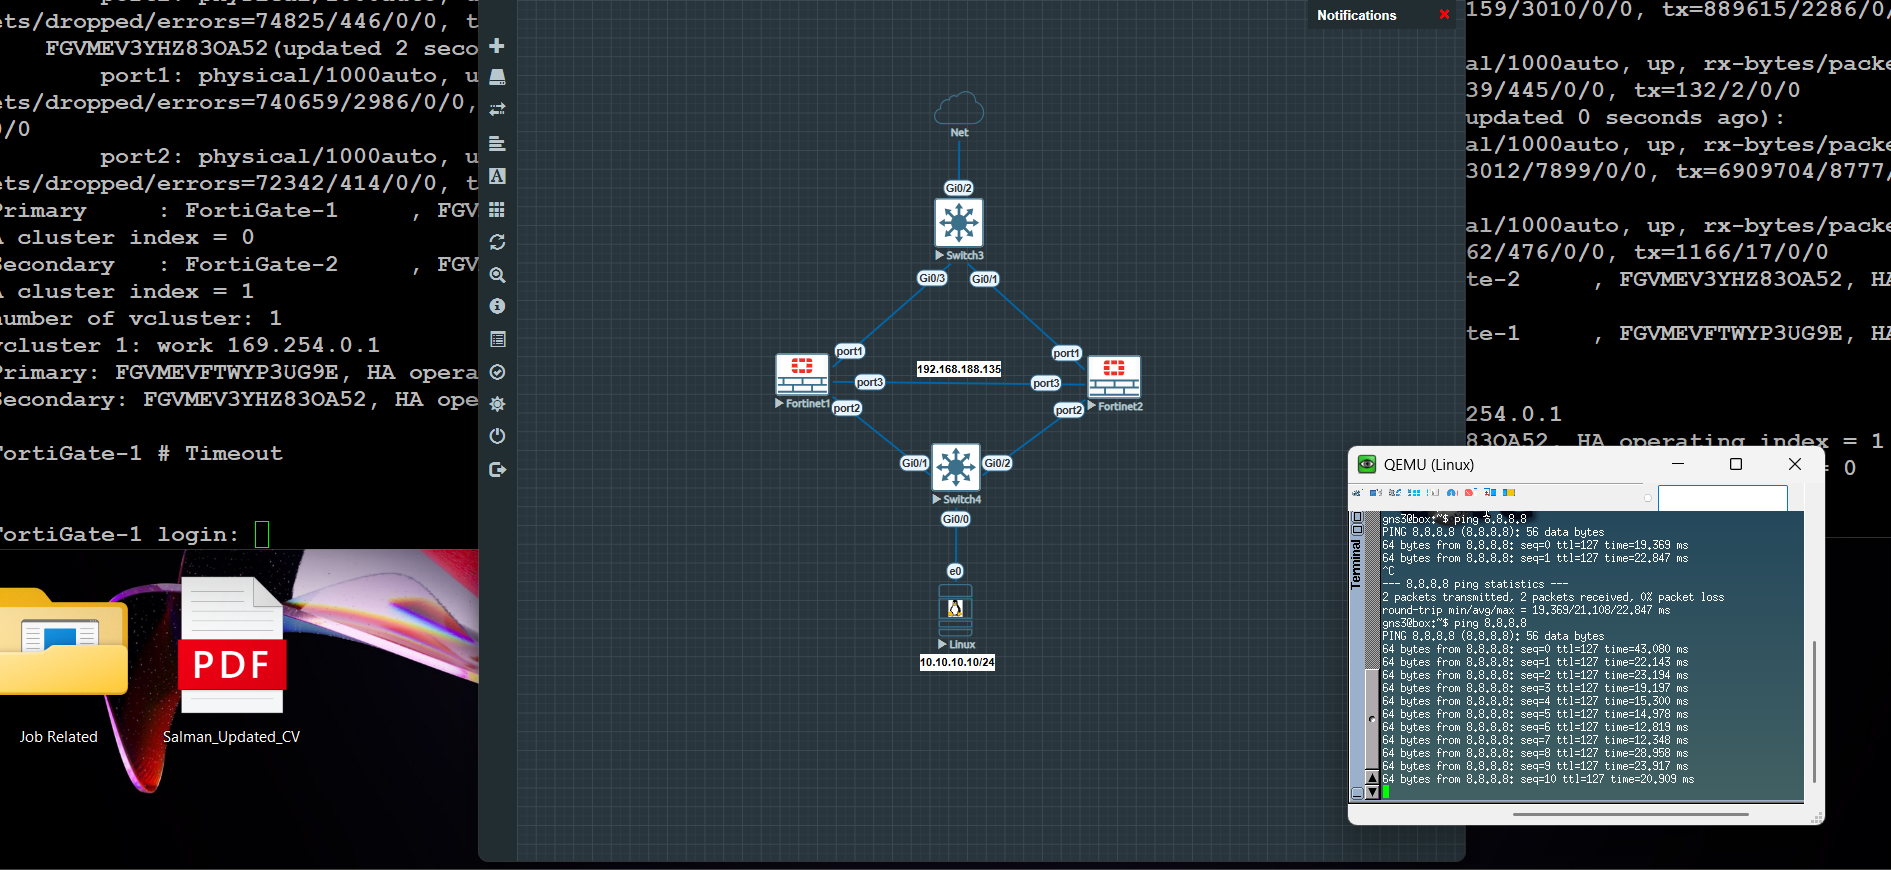 ets/dropped/errors=74825/446/0/0, t
FGVMEV3YHZ83OA52(updated 2 seco
port1: physical/1000auto, u
ets/dropped/errors=740659/2986/0/0,
/0
port2: physical/1000auto, u
ets/dropped/errors=72342/414/0/0, t
Primary : FortiGate-1 , FGV
A cluster index = 0
Secondary : FortiGate-2 , FGV
A cluster index = 1
number of vcluster: 1
vcluster 1: work 169.254.0.1
Primary: FGVMEVFTWYP3UG9E, HA opera
Secondary: FGVMEV3YHZ83OA52, HA ope
FortiGate-1 # Timeout
FortiGate-1 login:
Job Related
PDF
Salman_Updated_CV
Notifications
Net
Gi0/2
Switch3
Gi0/3
Gi0/1
port1
port1
192.168.188.135
port3
port3
Fortinet1
Fortinet2
port2
port2
Gi0/1
Gi0/2
Switch4
Gi0/0
e0
Linux
10.10.10.10/24
159/3010/0/0, tx=889615/2286/0/
al/1000auto, up, rx-bytes/packe
39/445/0/0, tx=132/2/0/0
updated 0 seconds ago):
al/1000auto, up, rx-bytes/packe
3012/7899/0/0, tx=6909704/8777/
al/1000auto, up, rx-bytes/packe
62/476/0/0, tx=1166/17/0/0
te-2 , FGVMEV3YHZ83OA52, HA
te-1 , FGVMEVFTWYP3UG9E, HA
254.0.1
83OA52, HA operating index = 1
= 0
QEMU (Linux)
Terminal
gns3@box:~$ ping 8.8.8.8
PING 8.8.8.8 (8.8.8.8): 56 data bytes
64 bytes from 8.8.8.8: seq=0 ttl=127 time=19.369 ms
64 bytes from 8.8.8.8: seq=1 ttl=127 time=22.847 ms
^C
--- 8.8.8.8 ping statistics ---
2 packets transmitted, 2 packets received, 0% packet loss
round-trip min/avg/max = 19.369/21.108/22.847 ms
gns3@box:~$ ping 8.8.8.8
PING 8.8.8.8 (8.8.8.8): 56 data bytes
64 bytes from 8.8.8.8: seq=0 ttl=127 time=43.080 ms
64 bytes from 8.8.8.8: seq=1 ttl=127 time=22.143 ms
64 bytes from 8.8.8.8: seq=2 ttl=127 time=23.194 ms
64 bytes from 8.8.8.8: seq=3 ttl=127 time=19.197 ms
64 bytes from 8.8.8.8: seq=4 ttl=127 time=15.300 ms
64 bytes from 8.8.8.8: seq=5 ttl=127 time=14.978 ms
64 bytes from 8.8.8.8: seq=6 ttl=127 time=12.819 ms
64 bytes from 8.8.8.8: seq=7 ttl=127 time=12.348 ms
64 bytes from 8.8.8.8: seq=8 ttl=127 time=28.958 ms
64 bytes from 8.8.8.8: seq=9 ttl=127 time=23.917 ms
64 bytes from 8.8.8.8: seq=10 ttl=127 time=20.909 ms